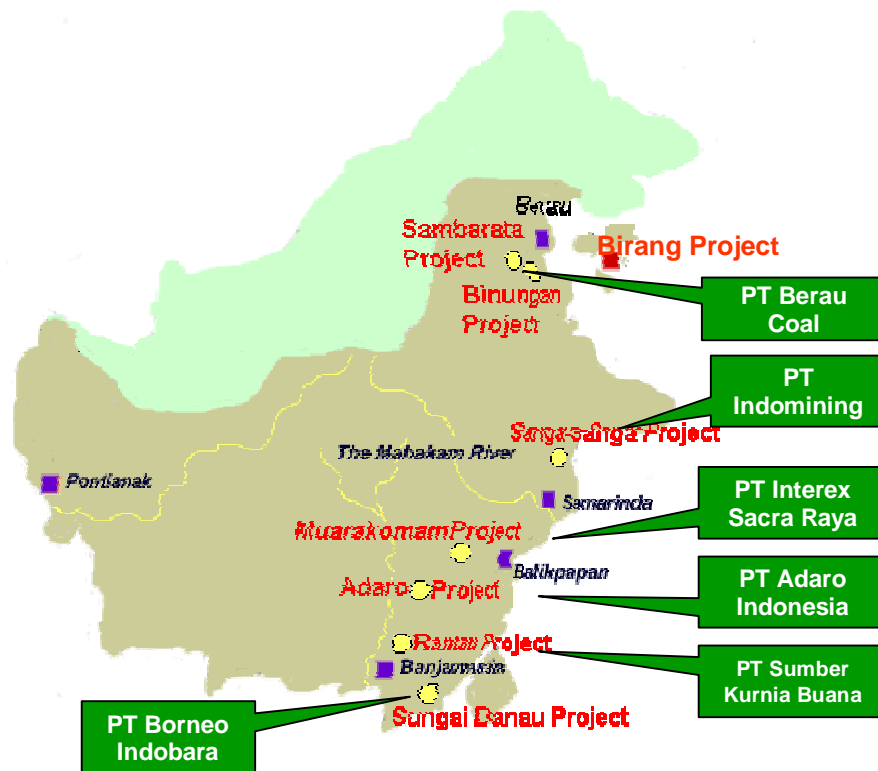 Berau
Sambarata
Project
Birang Project
Binungan
Project
PT Berau
Coal
PT
Indomining
Sanga-sanga Project
The Mahakam River
Pontianak
Samarinda
PT Interex
Sacra Raya
Muarakomam Project
Balikpapan
Adaro Project
PT Adaro
Indonesia
Rantau Project
Banjarmasin
PT Sumber
Kurnia Buana
Sungai Danau Project
PT Borneo
Indobara